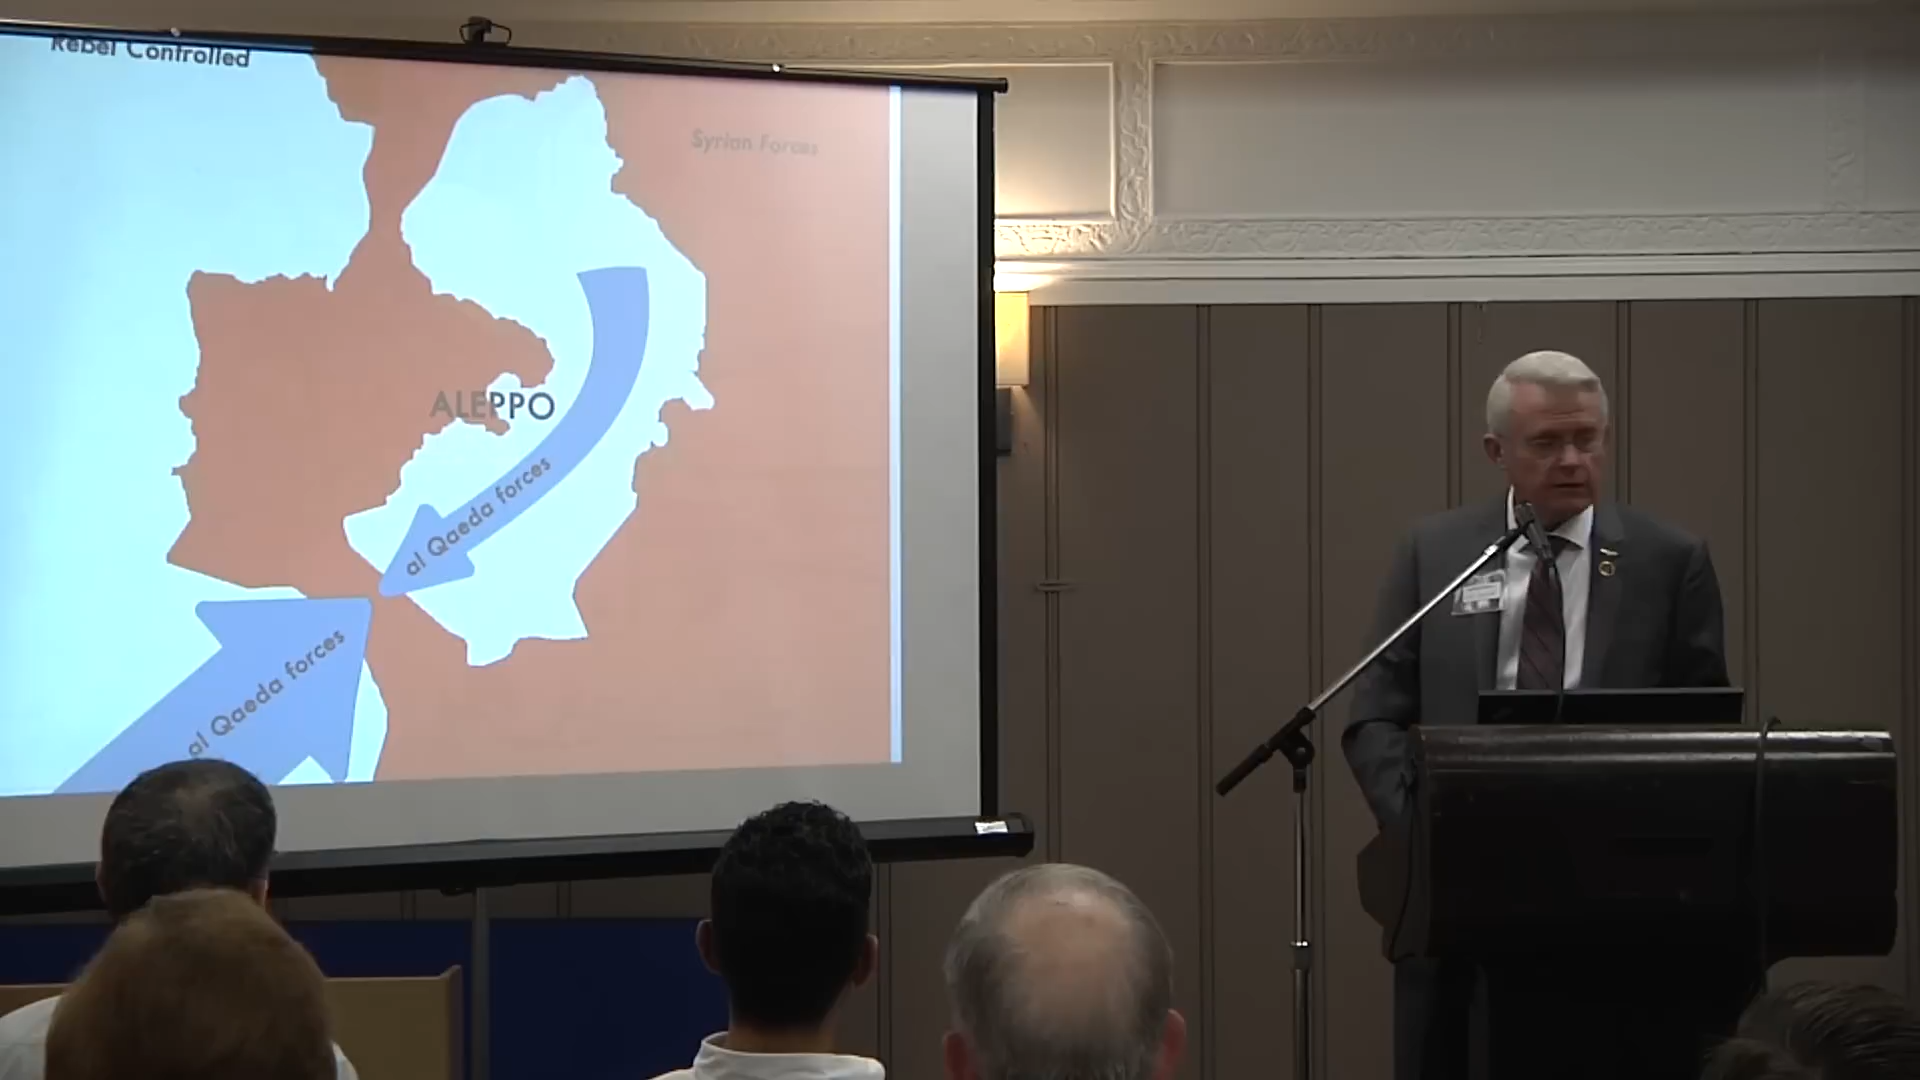 Rebel Controlled
Syrian Forces
ALEPPO
al Qaeda forces
al Qaeda forces